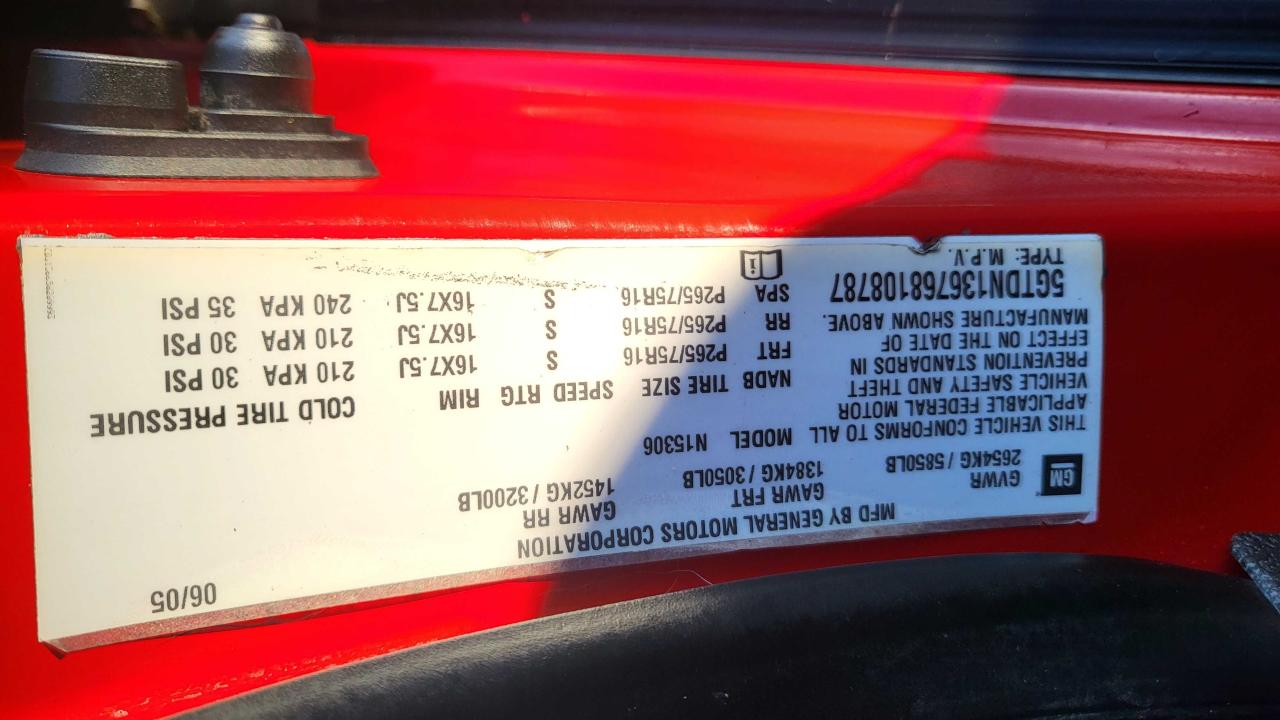 MFD BY GENERAL MOTORS CORPORATION 06/05
GM
GVWR GAWR FRT GAWR RR
2654KG / 5850LB 1384KG / 3050LB 1452KG / 3200LB
THIS VEHICLE CONFORMS TO ALL
APPLICABLE FEDERAL MOTOR
VEHICLE SAFETY AND THEFT
PREVENTION STANDARDS IN
EFFECT ON THE DATE OF
MANUFACTURE SHOWN ABOVE.
5GTDN136768108787
TYPE: M.P.V.
MODEL N15306
NADB TIRE SIZE SPEED RTG RIM COLD TIRE PRESSURE
FRT P265/75R16 S 16X7.5J 210 KPA 30 PSI
RR P265/75R16 S 16X7.5J 210 KPA 30 PSI
SPA P265/75R16 S 16X7.5J 240 KPA 35 PSI